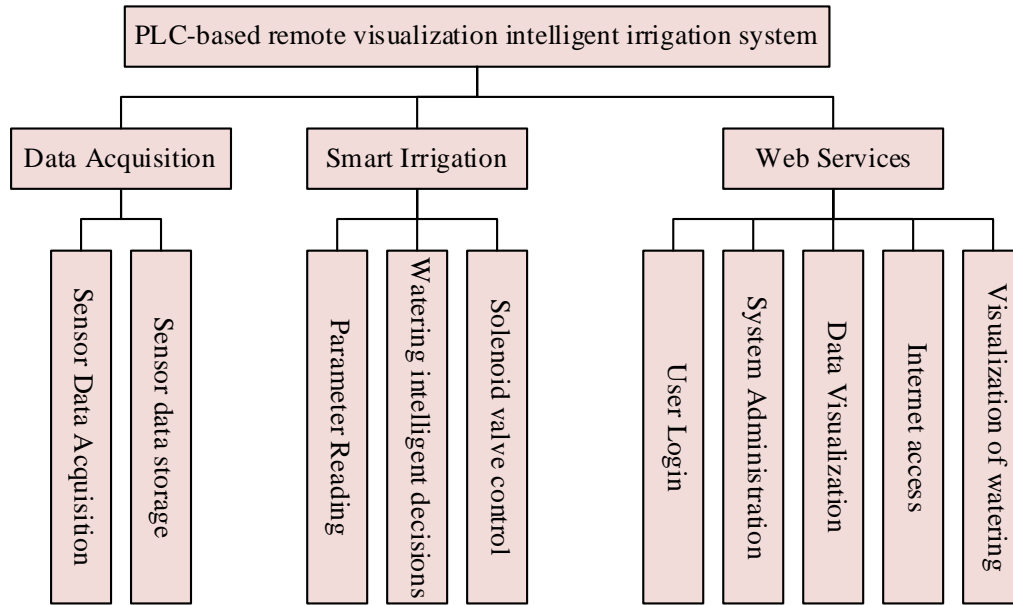 PLC-based remote visualization intelligent irrigation system
Data Acquisition
Smart Irrigation
Web Services
Sensor Data Acquisition
Sensor data storage
Parameter Reading
Watering intelligent decisions
Solenoid valve control
User Login
System Administration
Data Visualization
Internet access
Visualization of watering